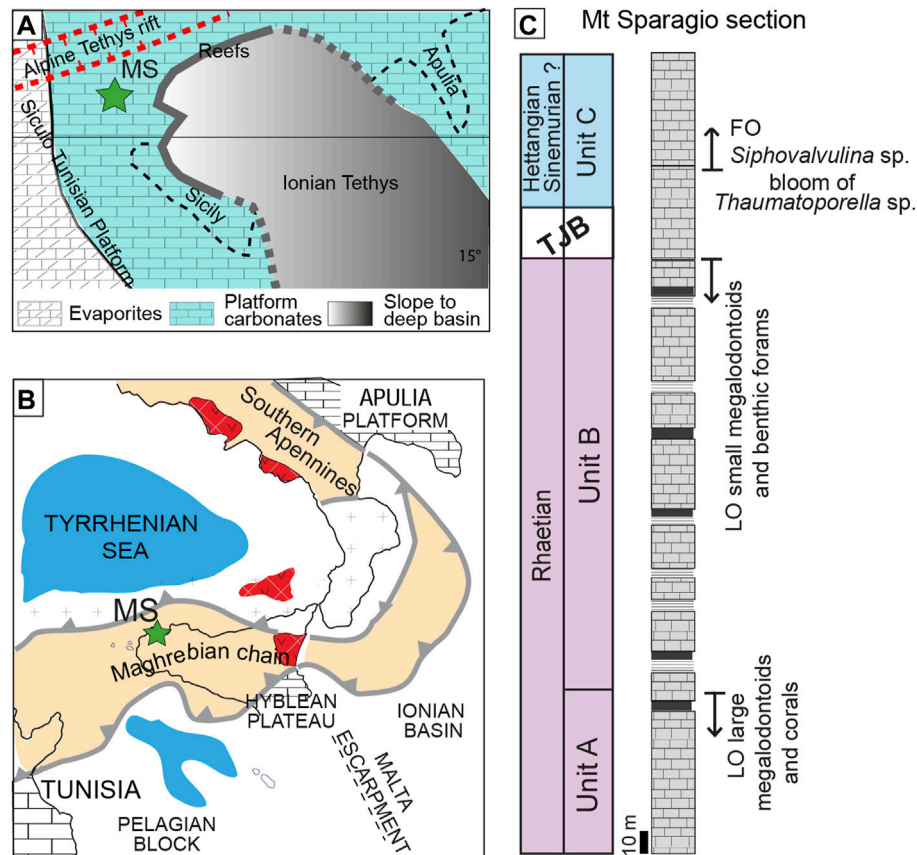 A
Alpine Tethys rift
MS
Reefs
Apulia
Siculo Tunisian Platform
Sicily
Ionian Tethys
15°
Evaporites
Platform
carbonates
Slope to
deep basin
B
Southern
Apennines
APULIA
PLATFORM
TYRRHENIAN
SEA
MS
Maghrebian chain
HYBLEAN
PLATEAU
IONIAN
BASIN
MALTA
ESCARPMENT
TUNISIA
PELAGIAN
BLOCK
C
Mt Sparagio section
Hettangian
Sinemurian ?
Unit C
FO
Siphovalvulina sp.
bloom of
Thaumatoporella sp.
TJB
Rhaetian
Unit B
LO small megalodontoids
and benthic forams
Unit A
LO large
megalodontoids
and corals
10 m